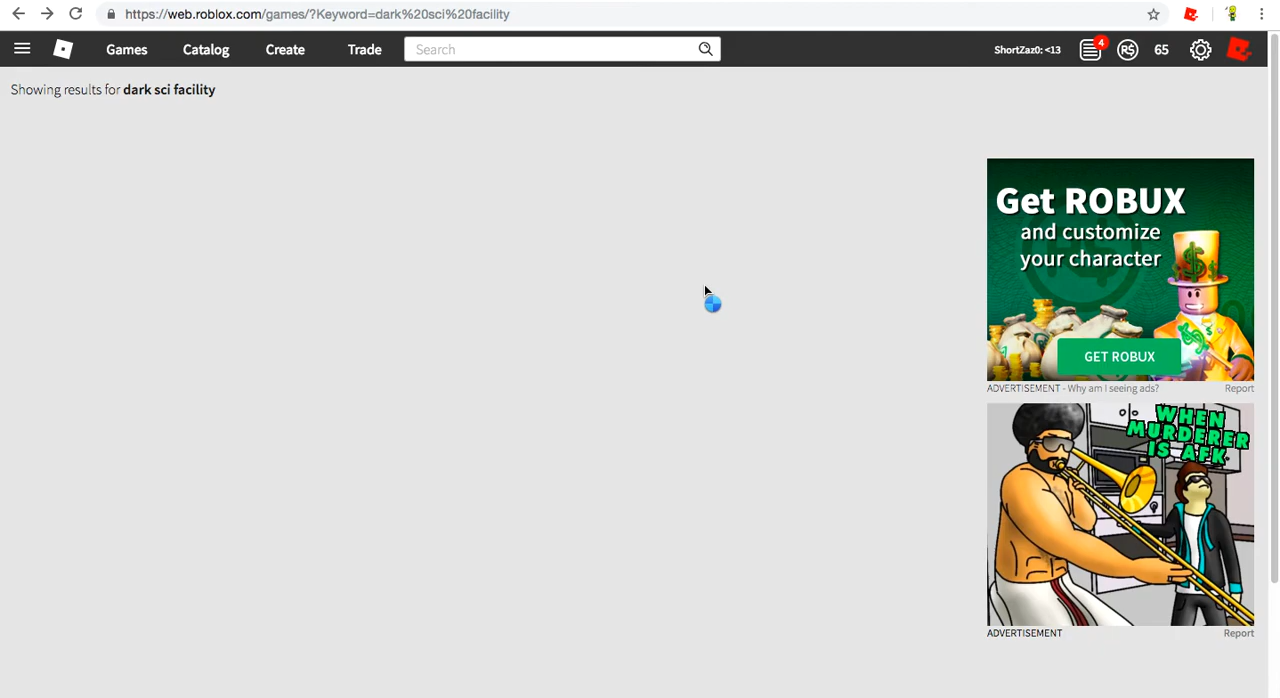 https://web.roblox.com/games/?Keyword=dark%20sci%20facility
Games Catalog Create Trade Search ShortZaz0: <13 4 R$ 65
Showing results for dark sci facility
Get ROBUX
and customize
your character
GET ROBUX
ADVERTISEMENT - Why am I seeing ads? Report
WHEN
MURDERER
IS AFK
ADVERTISEMENT Report